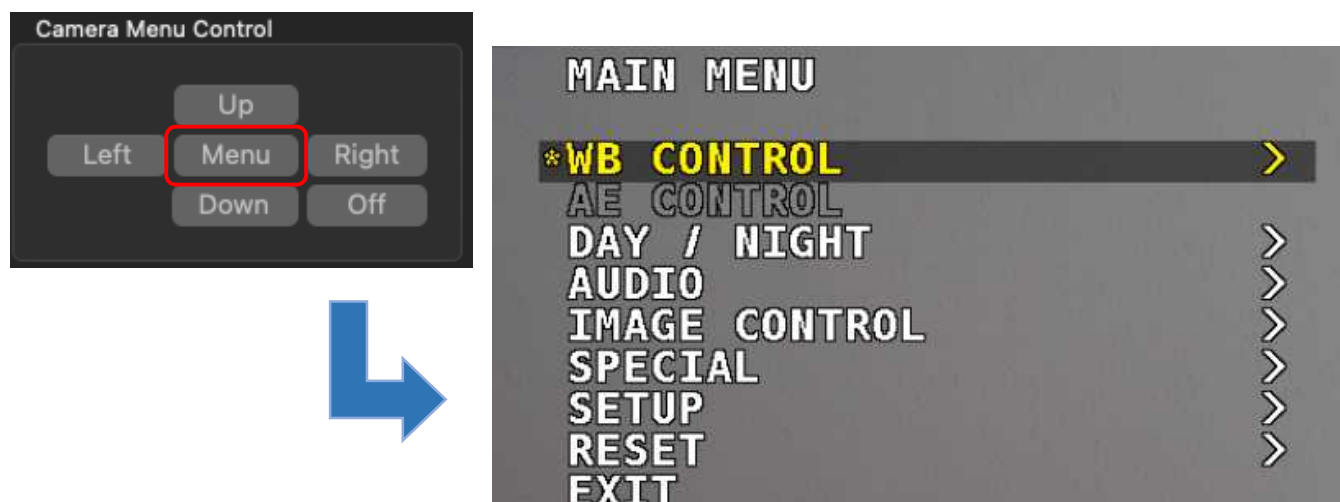 Camera Menu Control
Up
Left Menu Right
Down Off
MAIN MENU
*WB CONTROL >
AE CONTROL
DAY / NIGHT >
AUDIO >
IMAGE CONTROL >
SPECIAL >
SETUP >
RESET >
EXIT